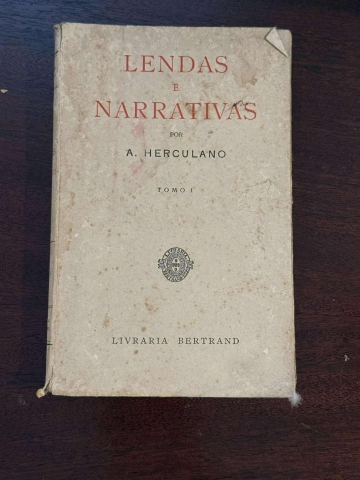 LENDAS
E
NARRATIVAS
POR
A. HERCULANO
TOMO I
LIVRARIA BERTRAND